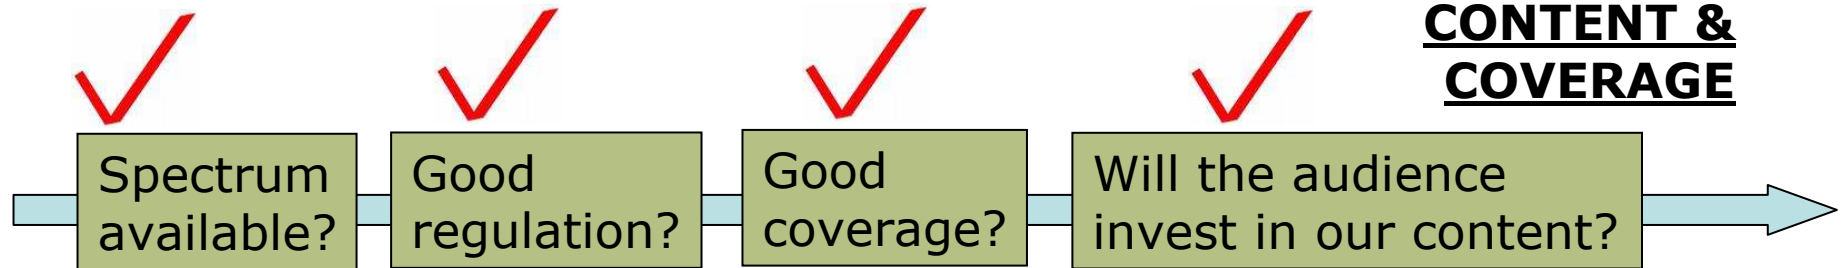 CONTENT &
COVERAGE
Spectrum
available?
Good
regulation?
Good
coverage?
Will the audience
invest in our content?